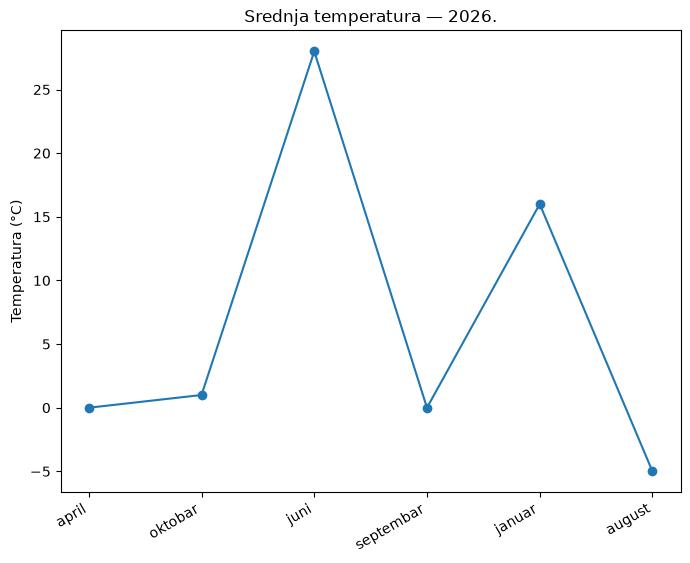 Srednja temperatura — 2026.
Temperatura (°C)
25
20
15
10
5
0
−5
april
oktobar
juni
septembar
januar
august